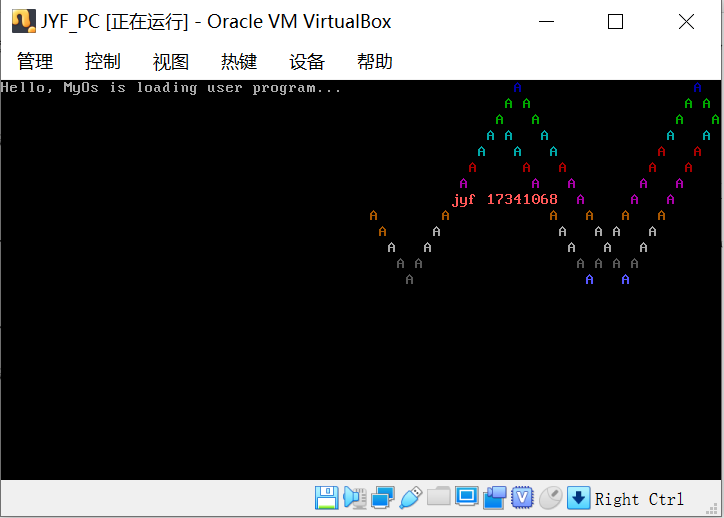 JYF_PC [正在运行] - Oracle VM VirtualBox
管理 控制 视图 热键 设备 帮助
Hello, MyOs is loading user program... A A
A A A A
A A A A
A A A A A
A A A A A
A A A A A
A A A A A
jyf 17341068 A A A
A A A A A A
A A A A A A
A A A A A
A A A A A A
A A A
V Right Ctrl